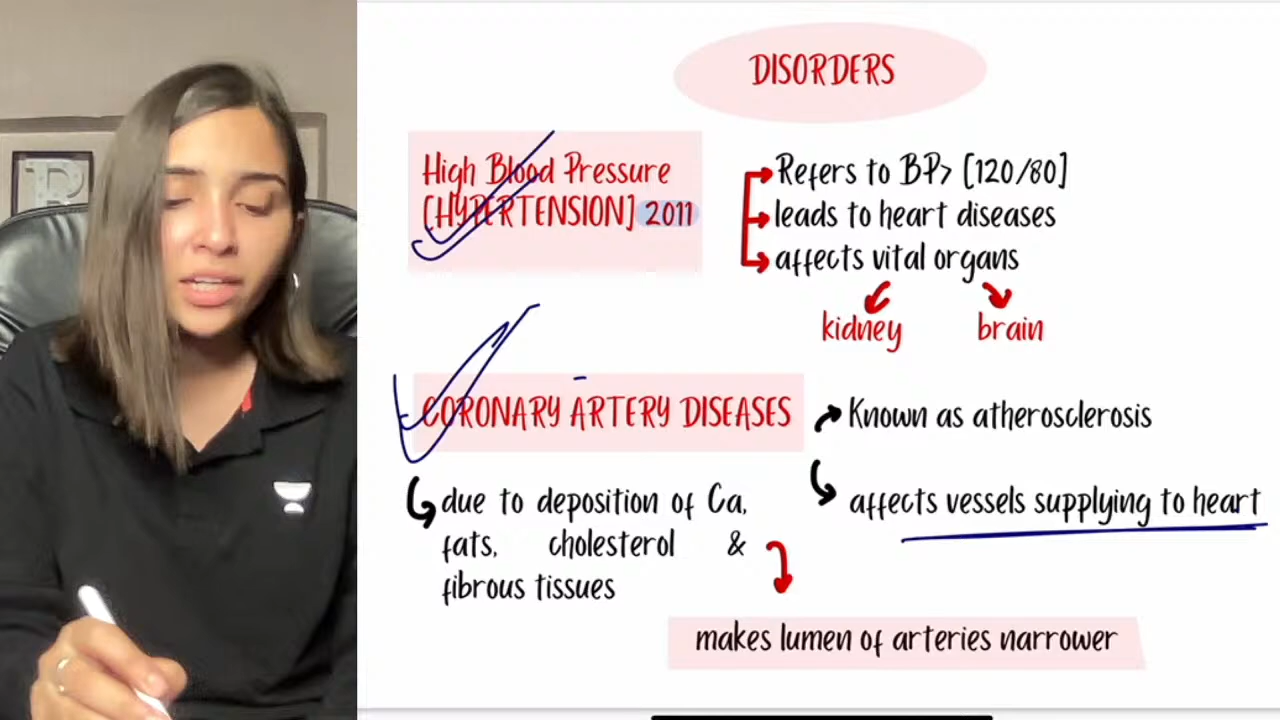 DISORDERS
High Blood Pressure
[HYPERTENSION] 2011
Refers to BP> [120/80]
leads to heart diseases
affects vital organs
kidney
brain
CORONARY ARTERY DISEASES
Known as atherosclerosis
due to deposition of Ca,
fats, cholesterol &
fibrous tissues
affects vessels supplying to heart
makes lumen of arteries narrower